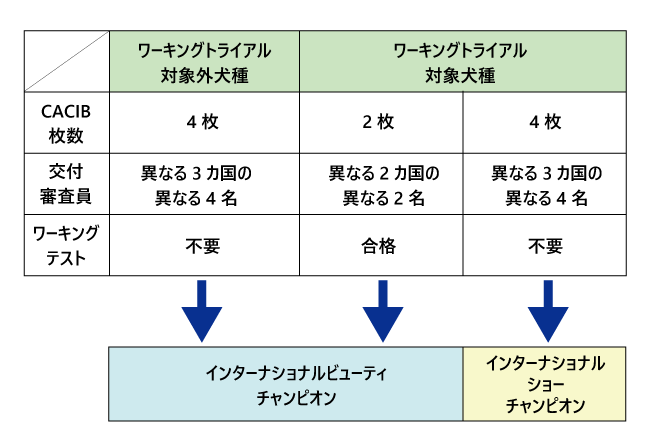 ワーキングトライアル
対象外犬種
ワーキングトライアル
対象犬種
CACIB
枚数
4 枚
2 枚
4 枚
交付
審査員
異なる 3 カ国の
異なる 4 名
異なる 2 カ国の
異なる 2 名
異なる 3 カ国の
異なる 4 名
ワーキング
テスト
不要
合格
不要
インターナショナルビューティ
チャンピオン
インターナショナル
ショー
チャンピオン